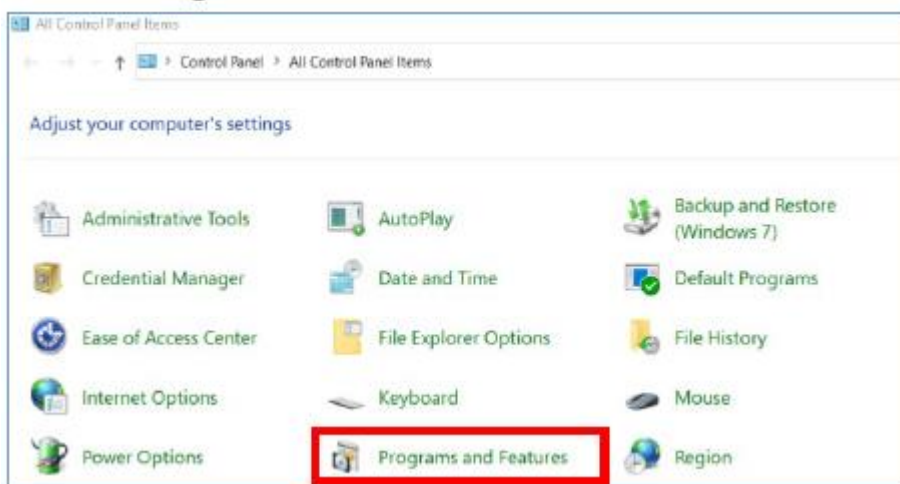 All Control Panel Items
Control Panel > All Control Panel Items
Adjust your computer's settings
Administrative Tools
AutoPlay
Backup and Restore
(Windows 7)
Credential Manager
Date and Time
Default Programs
Ease of Access Center
File Explorer Options
File History
Internet Options
Keyboard
Mouse
Power Options
Programs and Features
Region